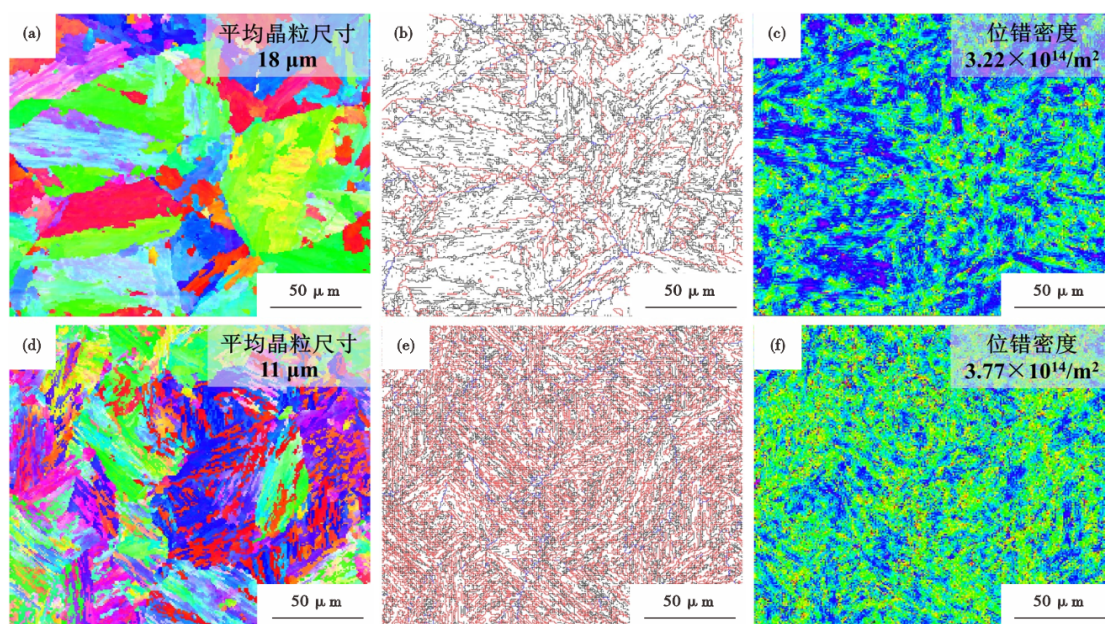 (a)
平均晶粒尺寸
18 μm
50 μm
(b)
50 μm
(c)
位错密度
3.22×10¹⁴/m²
50 μm
(d)
平均晶粒尺寸
11 μm
50 μm
(e)
50 μm
(f)
位错密度
3.77×10¹⁴/m²
50 μm